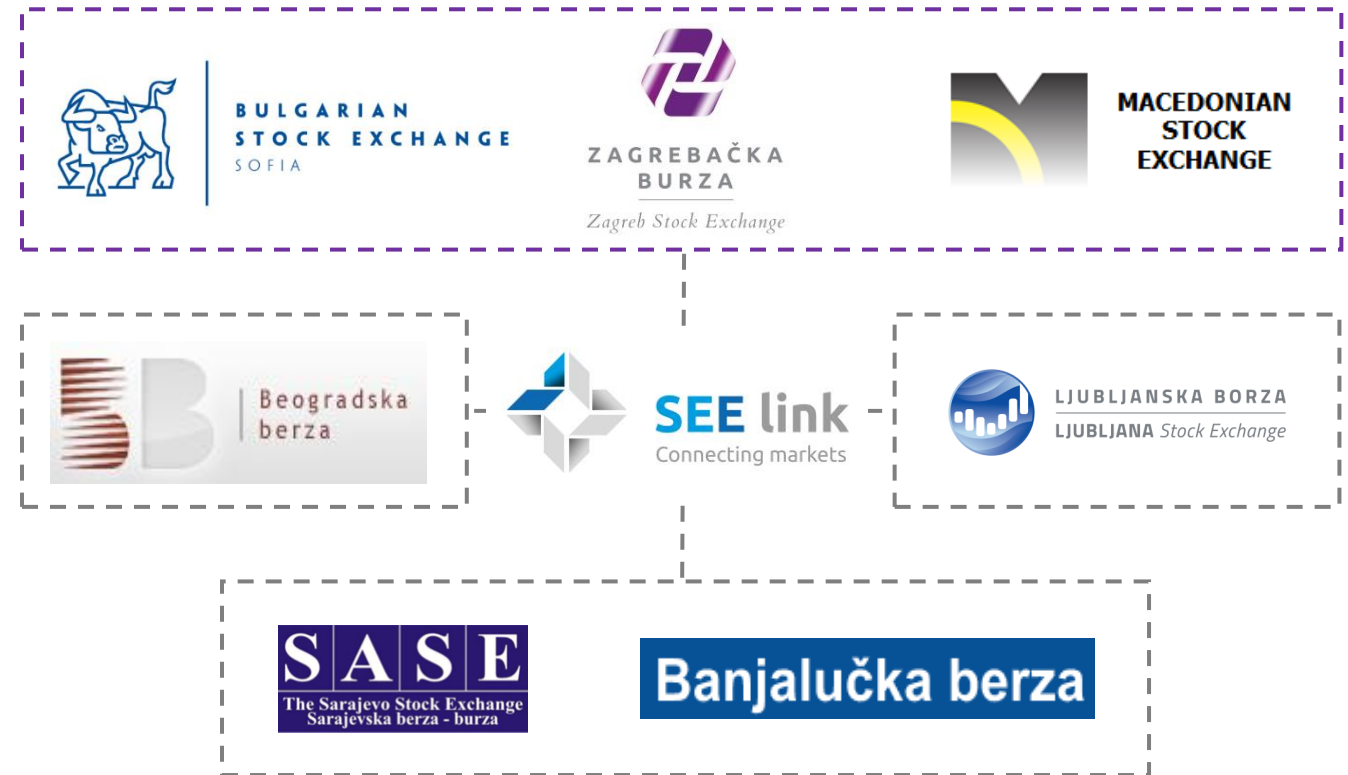 BULGARIAN
STOCK EXCHANGE
SOFIA
ZAGREBAČKA
BURZA
Zagreb Stock Exchange
MACEDONIAN
STOCK
EXCHANGE
Beogradska
berza
SEE link
Connecting markets
LJUBLJANSKA BORZA
LJUBLJANA Stock Exchange
SASE
The Sarajevo Stock Exchange
Sarajevska berza - burza
Banjalučka berza